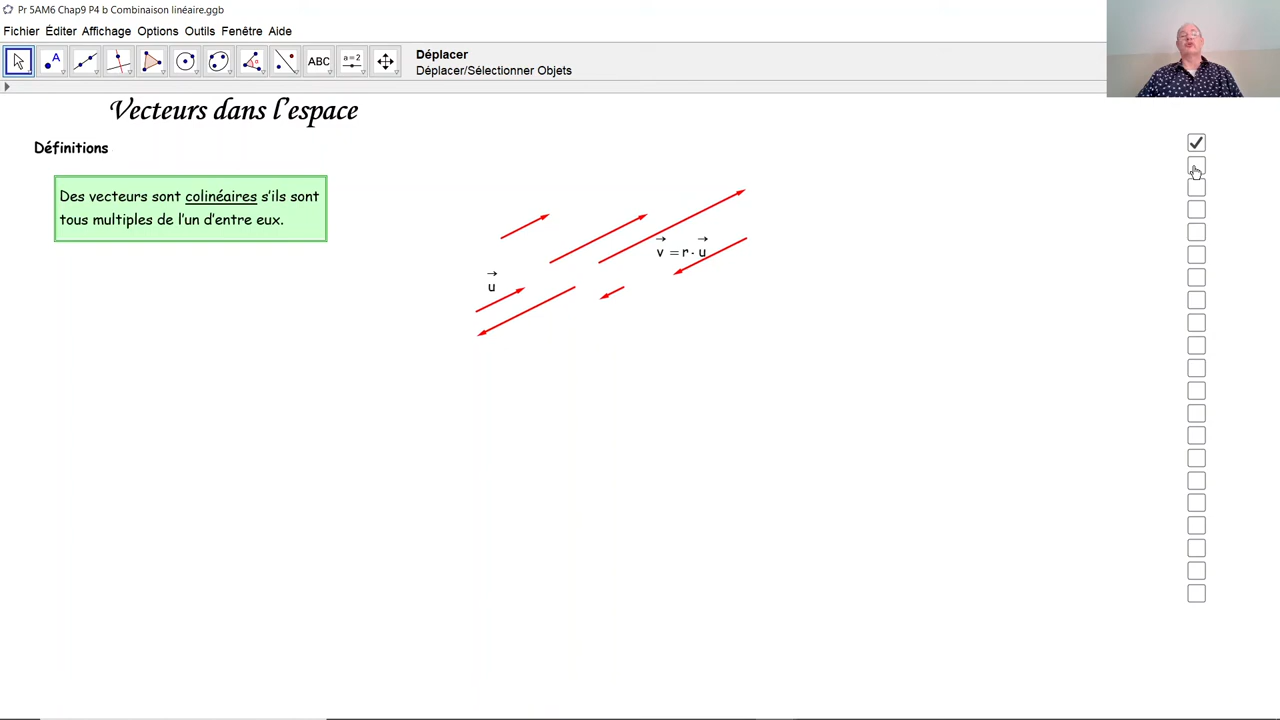 Pr 5AM6 Chap9 P4 b Combinaison linéaire.ggb
Fichier Éditer Affichage Options Outils Fenêtre Aide
A
ABC
a=2
Déplacer
Déplacer/Sélectionner Objets
Vecteurs dans l'espace
Définitions
Des vecteurs sont colinéaires s'ils sont
tous multiples de l'un d'entre eux.
v = r · u
u